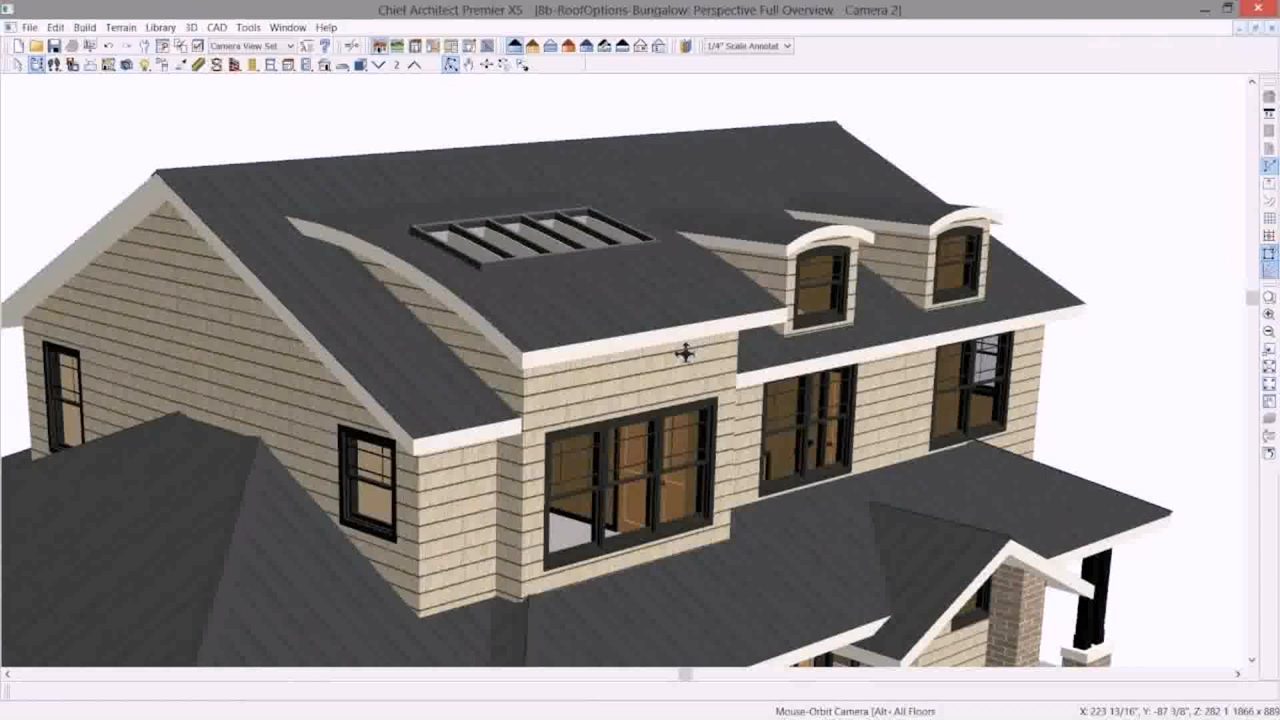 Chief Architect Premier X5 [8b-RoofOptions-Bungalow: Perspective Full Overview Camera 2]
File Edit Build Terrain Library 3D CAD Tools Window Help
Camera View Set 1/4" Scale Annotat
Mouse-Orbit Camera [Alt- All Floors X: 223 13/16", Y: -87 3/8", Z: 282 1 1866 x 889